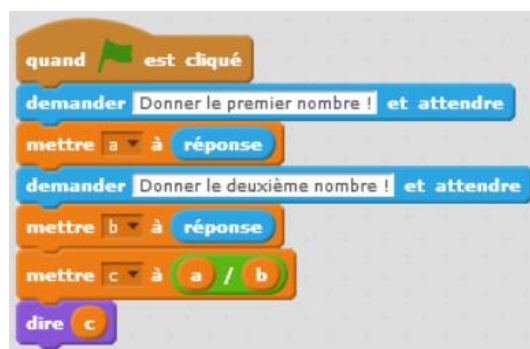 quand est cliqué
demander Donner le premier nombre ! et attendre
mettre a à réponse
demander Donner le deuxième nombre ! et attendre
mettre b à réponse
mettre c à a / b
dire c